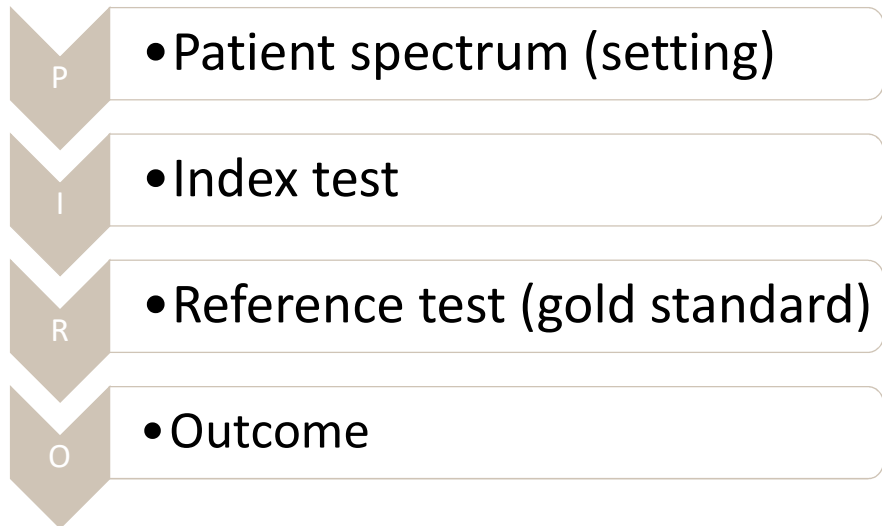 P
•Patient spectrum (setting)
I
•Index test
R
•Reference test (gold standard)
O
•Outcome